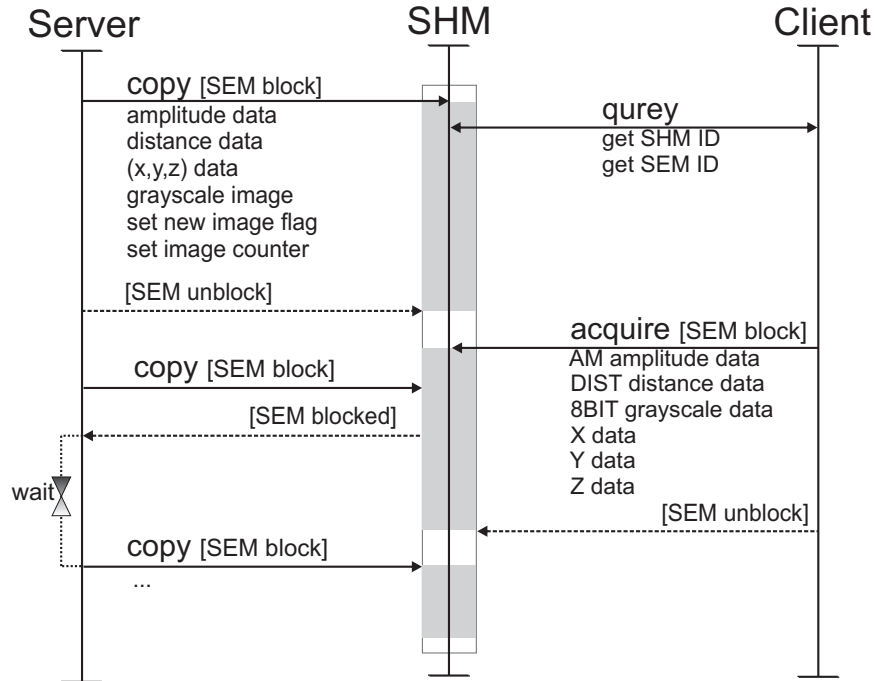 Server
SHM
Client
copy [SEM block]
amplitude data
distance data
(x,y,z) data
grayscale image
set new image flag
set image counter
qurey
get SHM ID
get SEM ID
[SEM unblock]
acquire [SEM block]
AM amplitude data
DIST distance data
8BIT grayscale data
X data
Y data
Z data
copy [SEM block]
[SEM blocked]
wait
[SEM unblock]
copy [SEM block]
...